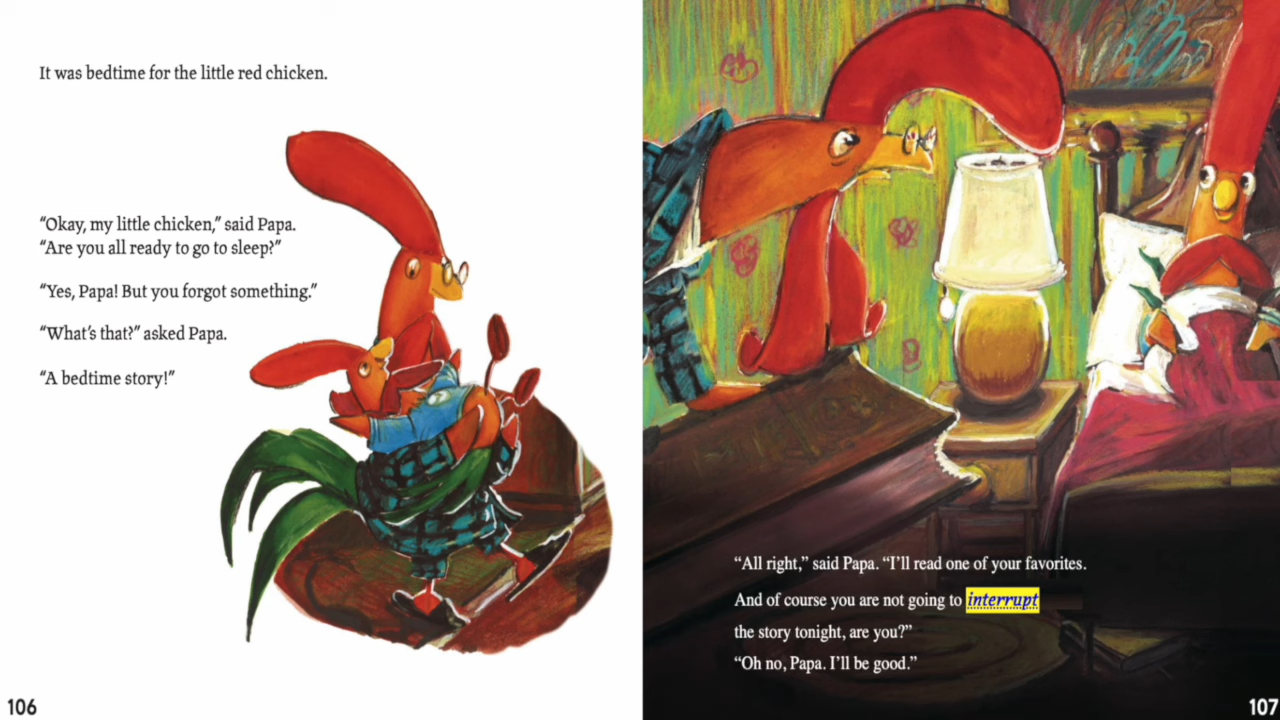 It was bedtime for the little red chicken.
“Okay, my little chicken,” said Papa.
“Are you all ready to go to sleep?”
“Yes, Papa! But you forgot something.”
“What’s that?” asked Papa.
“A bedtime story!”
106
“All right,” said Papa. “I’ll read one of your favorites.
And of course you are not going to interrupt
the story tonight, are you?”
“Oh no, Papa. I’ll be good.”
107